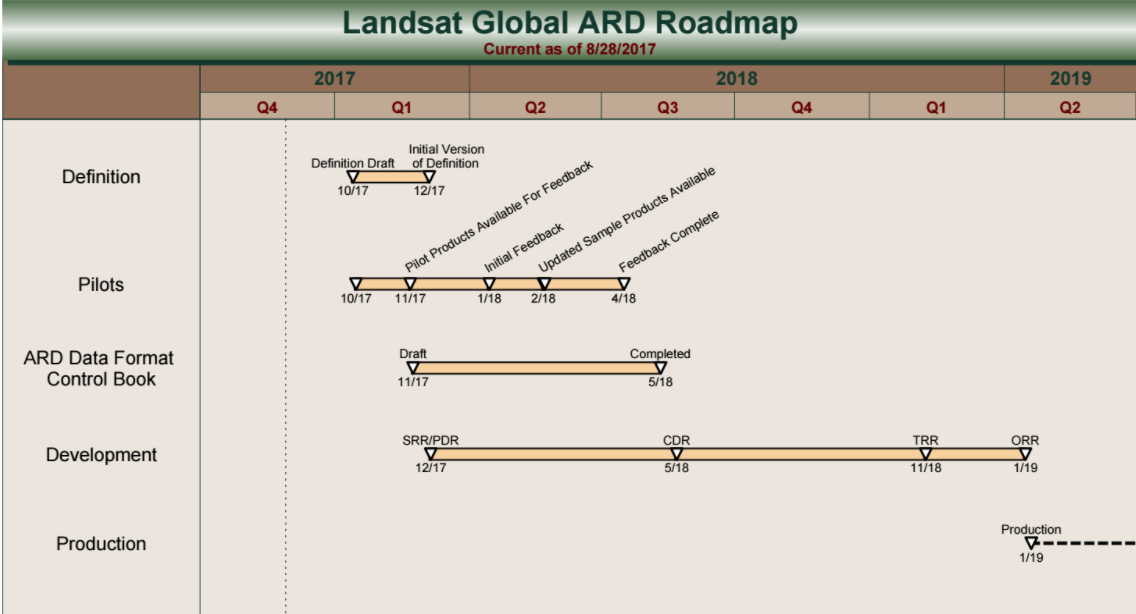 Landsat Global ARD Roadmap
Current as of 8/28/2017
2017 2018 2019
Q4 Q1 Q2 Q3 Q4 Q1 Q2
Definition
Definition Draft
Initial Version
of Definition
10/17 12/17
Pilots
Pilot Products Available For Feedback
Initial Feedback
Updated Sample Products Available
Feedback Complete
10/17 11/17 1/18 2/18 4/18
ARD Data Format
Control Book
Draft Completed
11/17 5/18
Development
SRR/PDR CDR TRR ORR
12/17 5/18 11/18 1/19
Production
Production
1/19